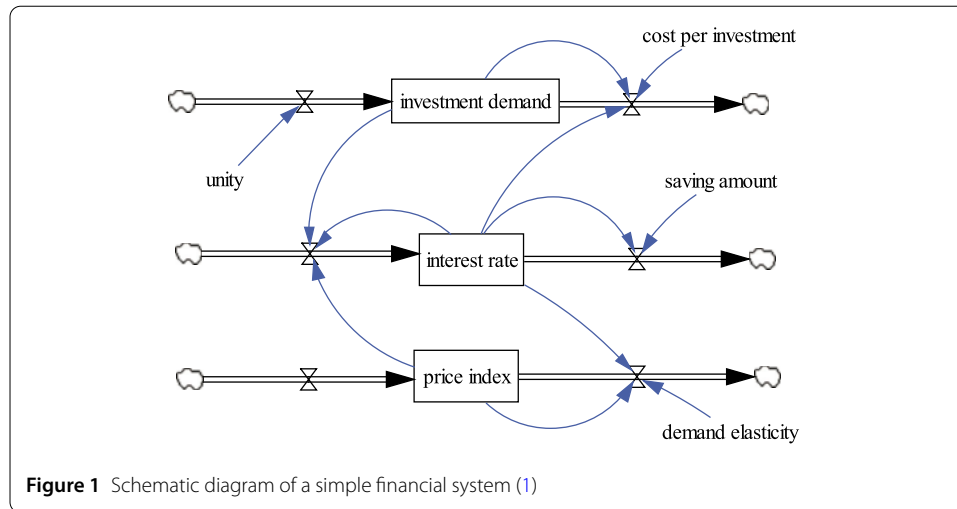 cost per investment
investment demand
unity
saving amount
interest rate
price index
demand elasticity
Figure 1 Schematic diagram of a simple financial system (1)